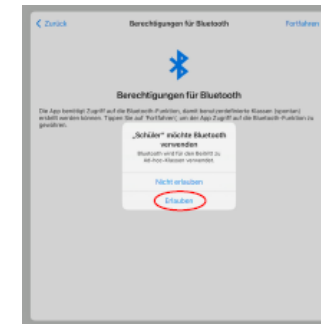 Zurück
Berechtigungen für Bluetooth
Fortfahren
Berechtigungen für Bluetooth
Die App benötigt Zugriff auf die Bluetooth-Funktion, damit benutzerdefinierte Klassen (spontan)
erstellt werden können. Tippen Sie auf 'Fortfahren', um der App Zugriff auf die Bluetooth-Funktion zu
gewähren.
„Schüler“ möchte Bluetooth
verwenden
Bluetooth wird für den Beitritt zu
Ad-hoc-Klassen verwendet.
Nicht erlauben
Erlauben